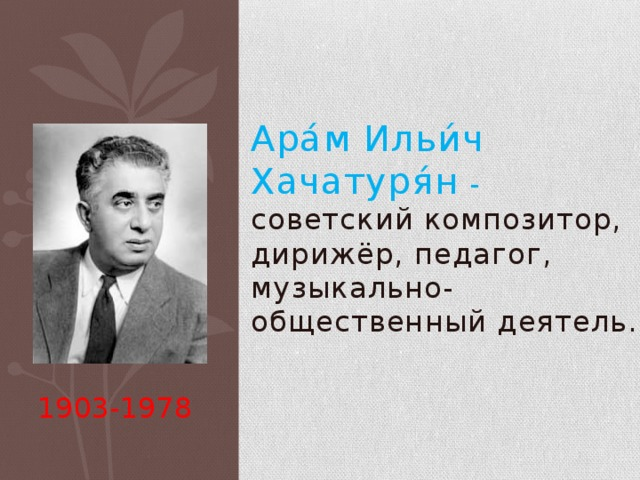 Ара́м Ильи́ч
Хачатуря́н -
советский композитор,
дирижёр, педагог,
музыкально-
общественный деятель.
1903-1978